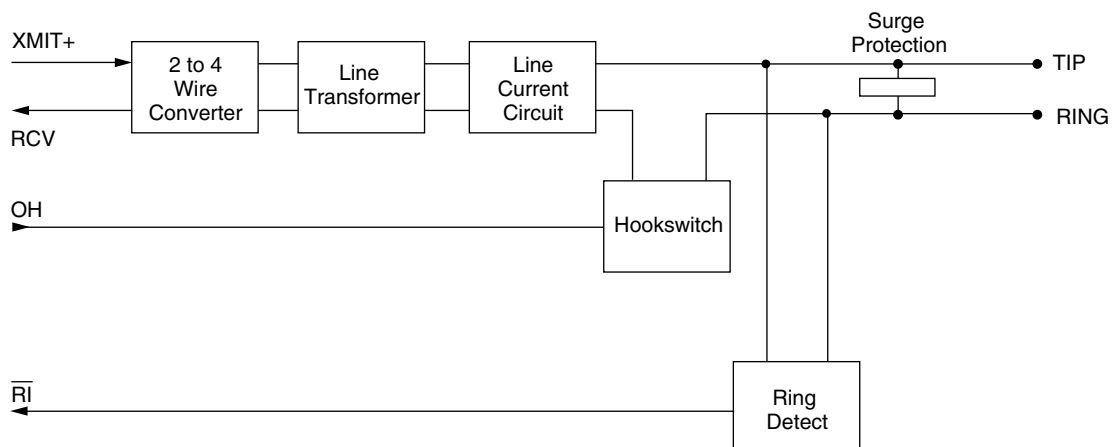 Surge
Protection
XMIT+
TIP
2 to 4
Wire
Converter
Line
Transformer
Line
Current
Circuit
RCV
RING
OH
Hookswitch
R̅I̅
Ring
Detect